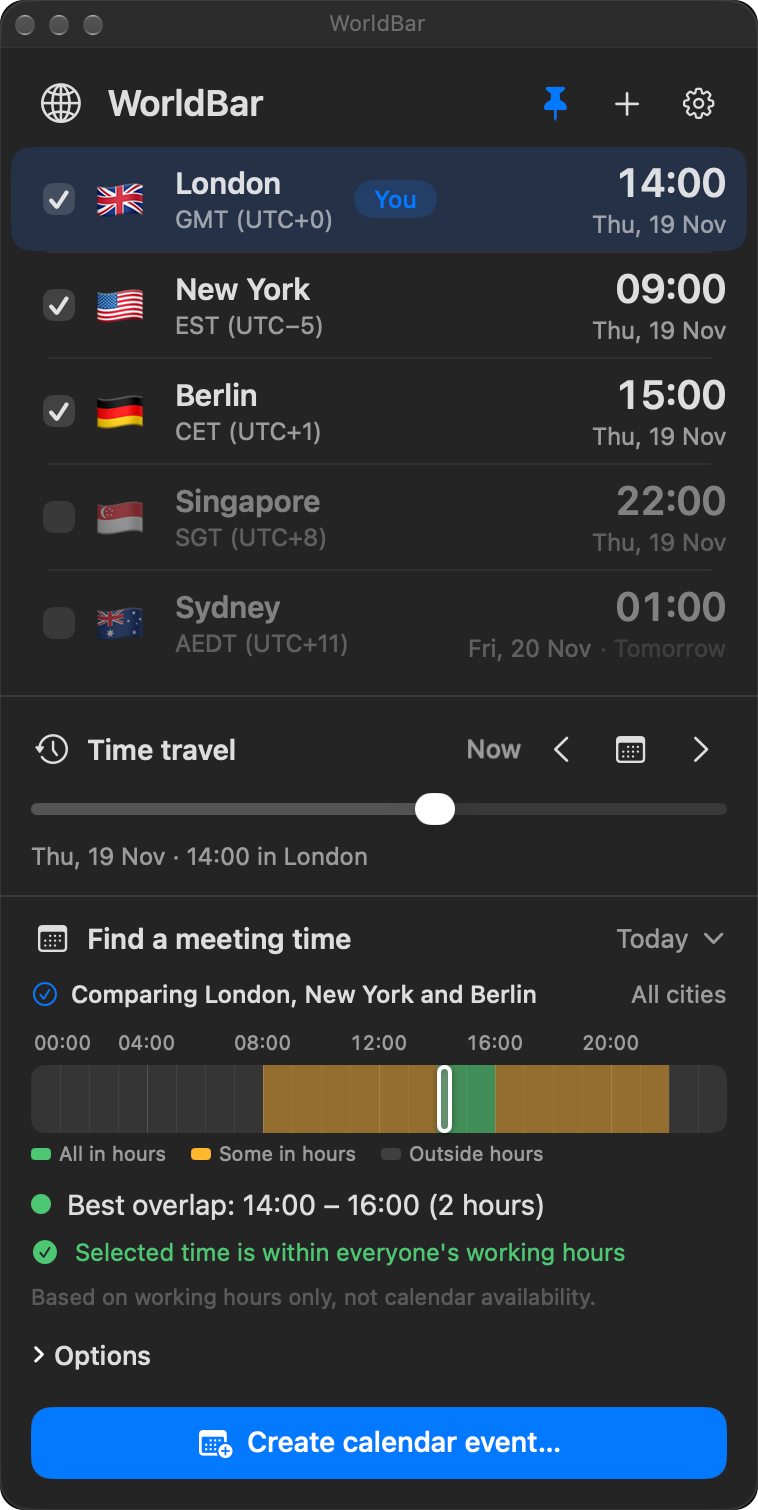 WorldBar
WorldBar
London
You
14:00
GMT (UTC+0)
Thu, 19 Nov
New York
09:00
EST (UTC−5)
Thu, 19 Nov
Berlin
15:00
CET (UTC+1)
Thu, 19 Nov
Singapore
22:00
SGT (UTC+8)
Thu, 19 Nov
Sydney
01:00
AEDT (UTC+11)
Fri, 20 Nov · Tomorrow
Time travel
Now
Thu, 19 Nov · 14:00 in London
Find a meeting time
Today
Comparing London, New York and Berlin
All cities
00:00 04:00 08:00 12:00 16:00 20:00
All in hours Some in hours Outside hours
Best overlap: 14:00 – 16:00 (2 hours)
Selected time is within everyone's working hours
Based on working hours only, not calendar availability.
Options
Create calendar event...